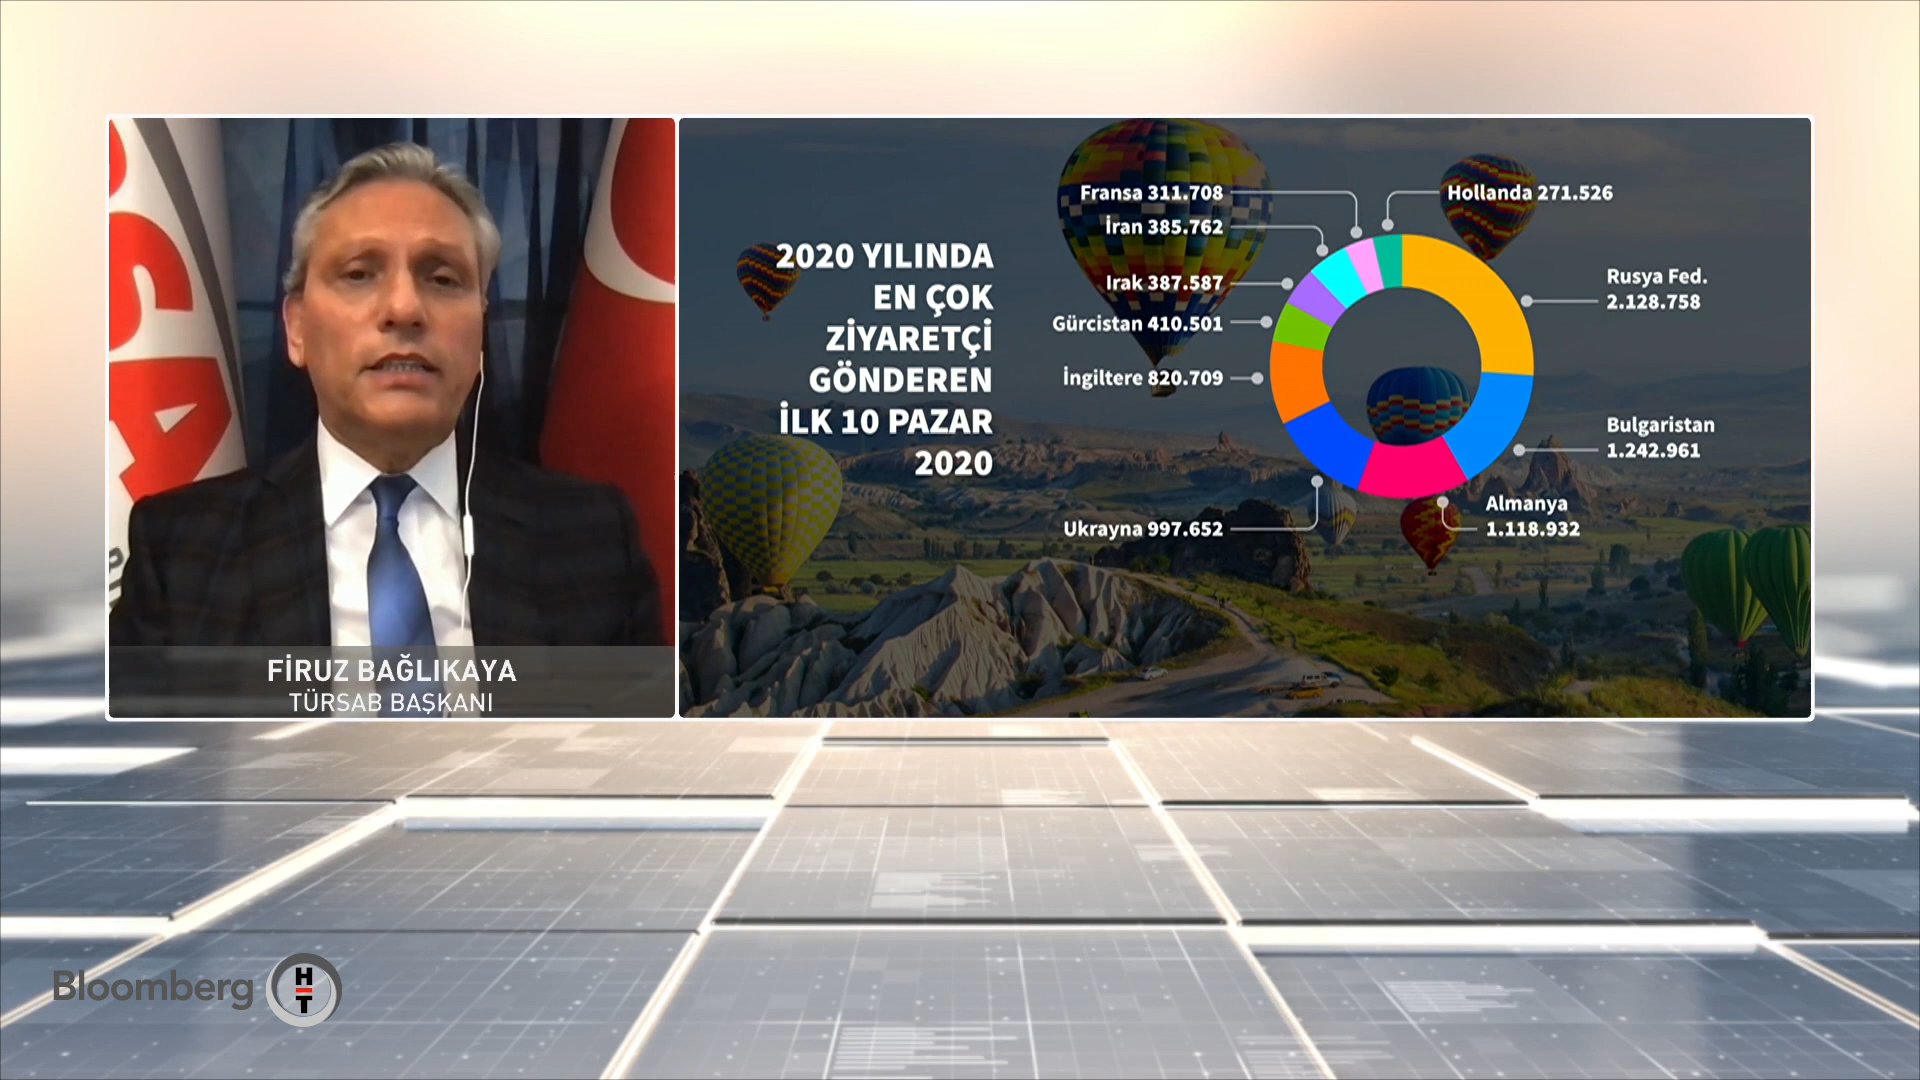 2020 YILINDA
EN ÇOK
ZİYARETÇİ
GÖNDEREN
İLK 10 PAZAR
2020
Fransa 311.708
İran 385.762
Irak 387.587
Gürcistan 410.501
İngiltere 820.709
Ukrayna 997.652
Hollanda 271.526
Rusya Fed.
2.128.758
Bulgaristan
1.242.961
Almanya
1.118.932
FİRUZ BAĞLIKAYA
TÜRSAB BAŞKANI
Bloomberg HT